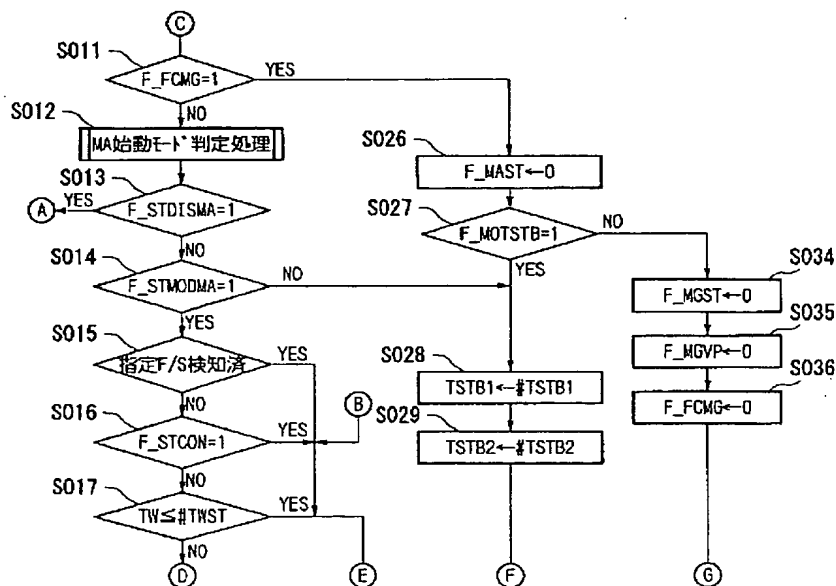 C
S011
F_FCMG=1
YES
NO
S012
MA始動モード判定処理
S013
YES
A
F_STDISMA=1
NO
S014
F_STMODMA=1
NO
YES
S015
指定F/S検知済
YES
NO
S016
F_STCON=1
YES
B
NO
S017
TW≦#TWST
YES
NO
D
E
S026
F_MAST←0
S027
F_MOTSTB=1
NO
YES
S028
TSTB1←#TSTB1
S029
TSTB2←#TSTB2
F
S034
F_MGST←0
S035
F_MGVP←0
S036
F_FCMG←0
G